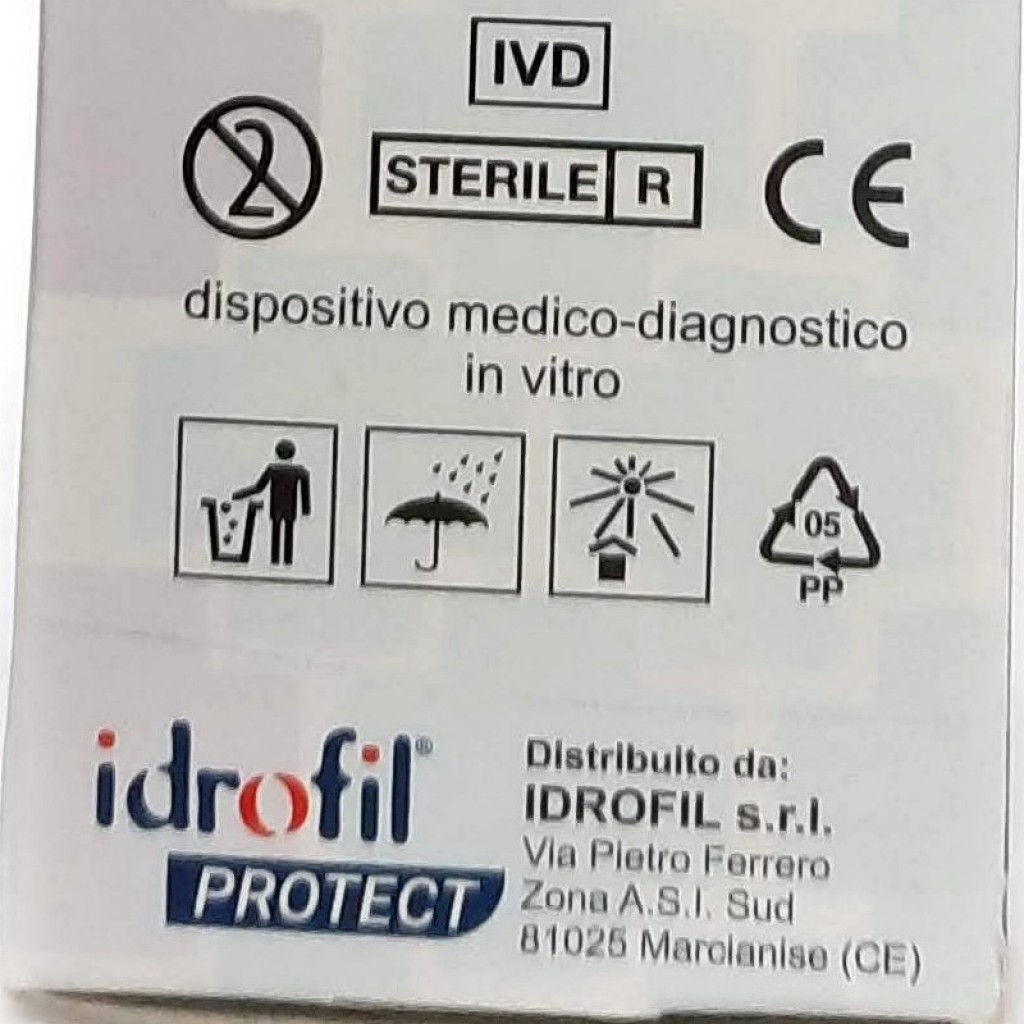 IVD
2
STERILE R
CE
dispositivo medico-diagnostico
in vitro
05
PP
idrofil®
PROTECT
Distribuito da:
IDROFIL s.r.l.
Via Pietro Ferrero
Zona A.S.I. Sud
81025 Marcianise (CE)